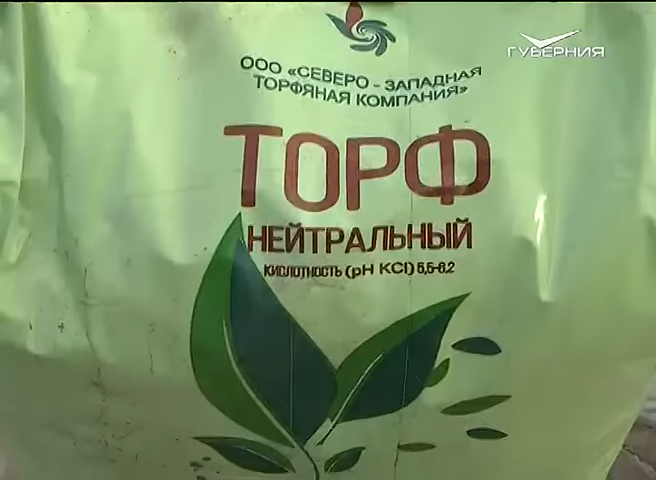 ГУБЕРНИЯ
ООО «СЕВЕРО - ЗАПАДНАЯ
ТОРФЯНАЯ КОМПАНИЯ»
ТОРФ
НЕЙТРАЛЬНЫЙ
КИСЛОТНОСТЬ (pH KCl) 5,5-6,2